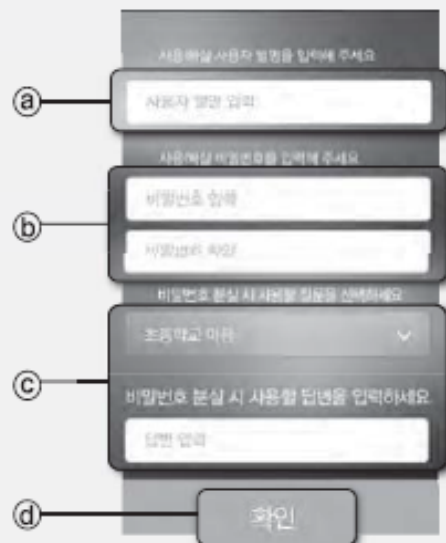 사용하실 사용자 별명을 입력해 주세요
ⓐ
사용자 별명 입력
사용하실 비밀번호를 입력해 주세요
ⓑ
비밀번호 입력
비밀번호 확인
비밀번호 분실 시 사용할 질문을 선택하세요
초등학교 이름
ⓒ
비밀번호 분실 시 사용할 답변을 입력하세요
답변 입력
ⓓ
확인